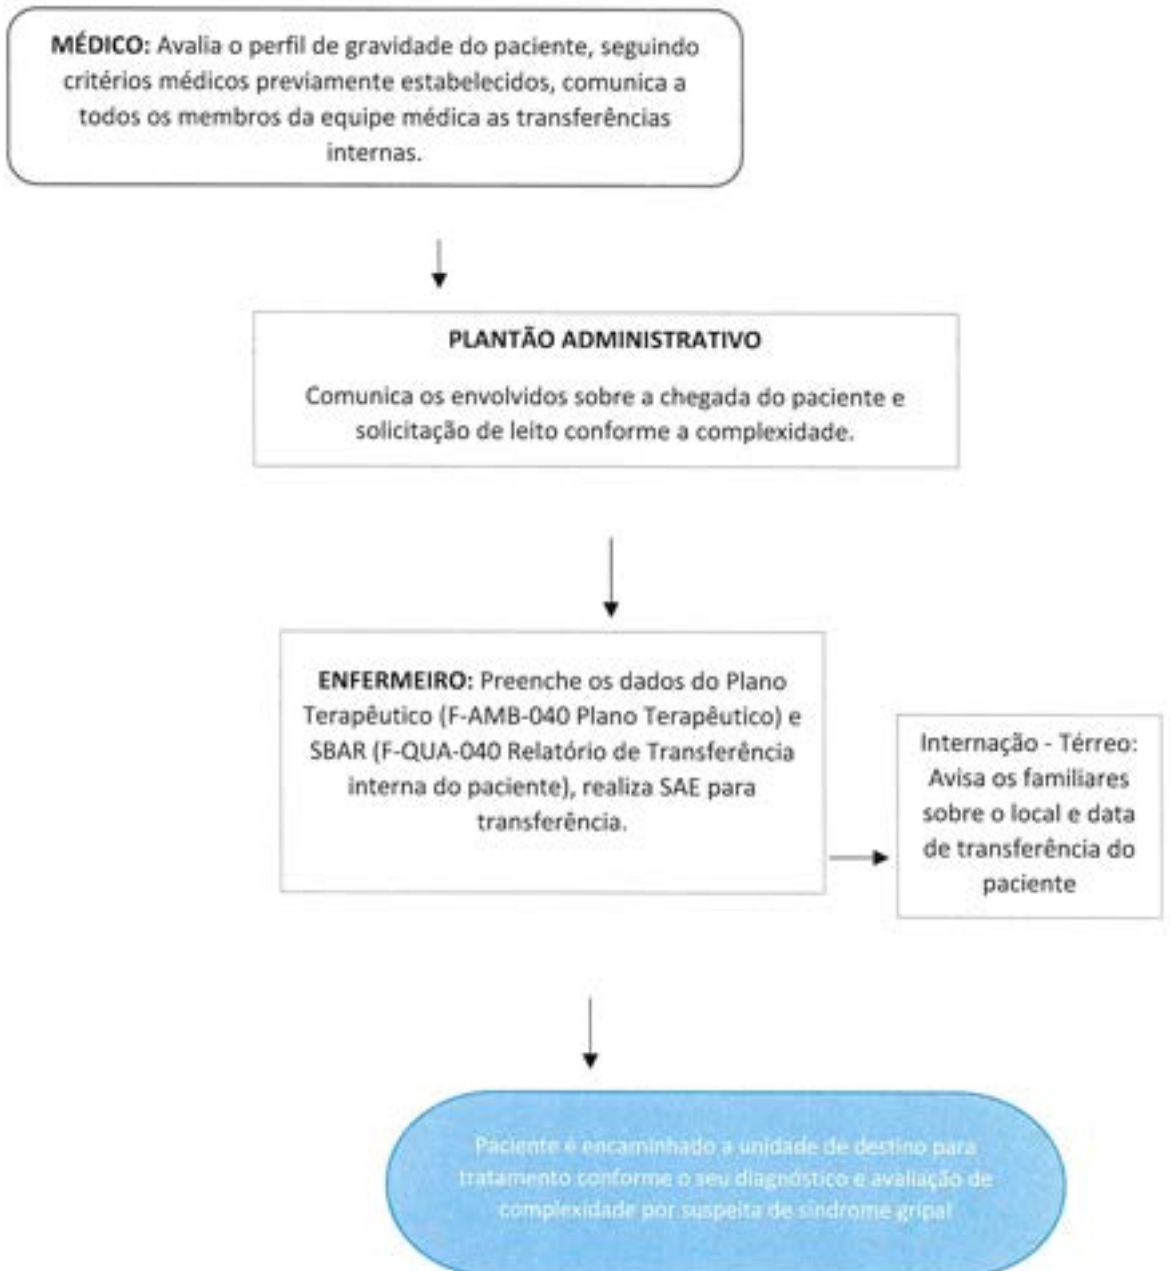 MÉDICO: Avalia o perfil de gravidade do paciente, seguindo
critérios médicos previamente estabelecidos, comunica a
todos os membros da equipe médica as transferências
internas.
PLANTÃO ADMINISTRATIVO
Comunica os envolvidos sobre a chegada do paciente e
solicitação de leito conforme a complexidade.
ENFERMEIRO: Preenche os dados do Plano
Terapêutico (F-AMB-040 Plano Terapêutico) e
SBAR (F-QUA-040 Relatório de Transferência
interna do paciente), realiza SAE para
transferência.
Internação - Térreo:
Avisa os familiares
sobre o local e data
de transferência do
paciente
Paciente é encaminhado a unidade de destino para
tratamento conforme o seu diagnóstico e avaliação de
complexidade por suspeita de síndrome gripal